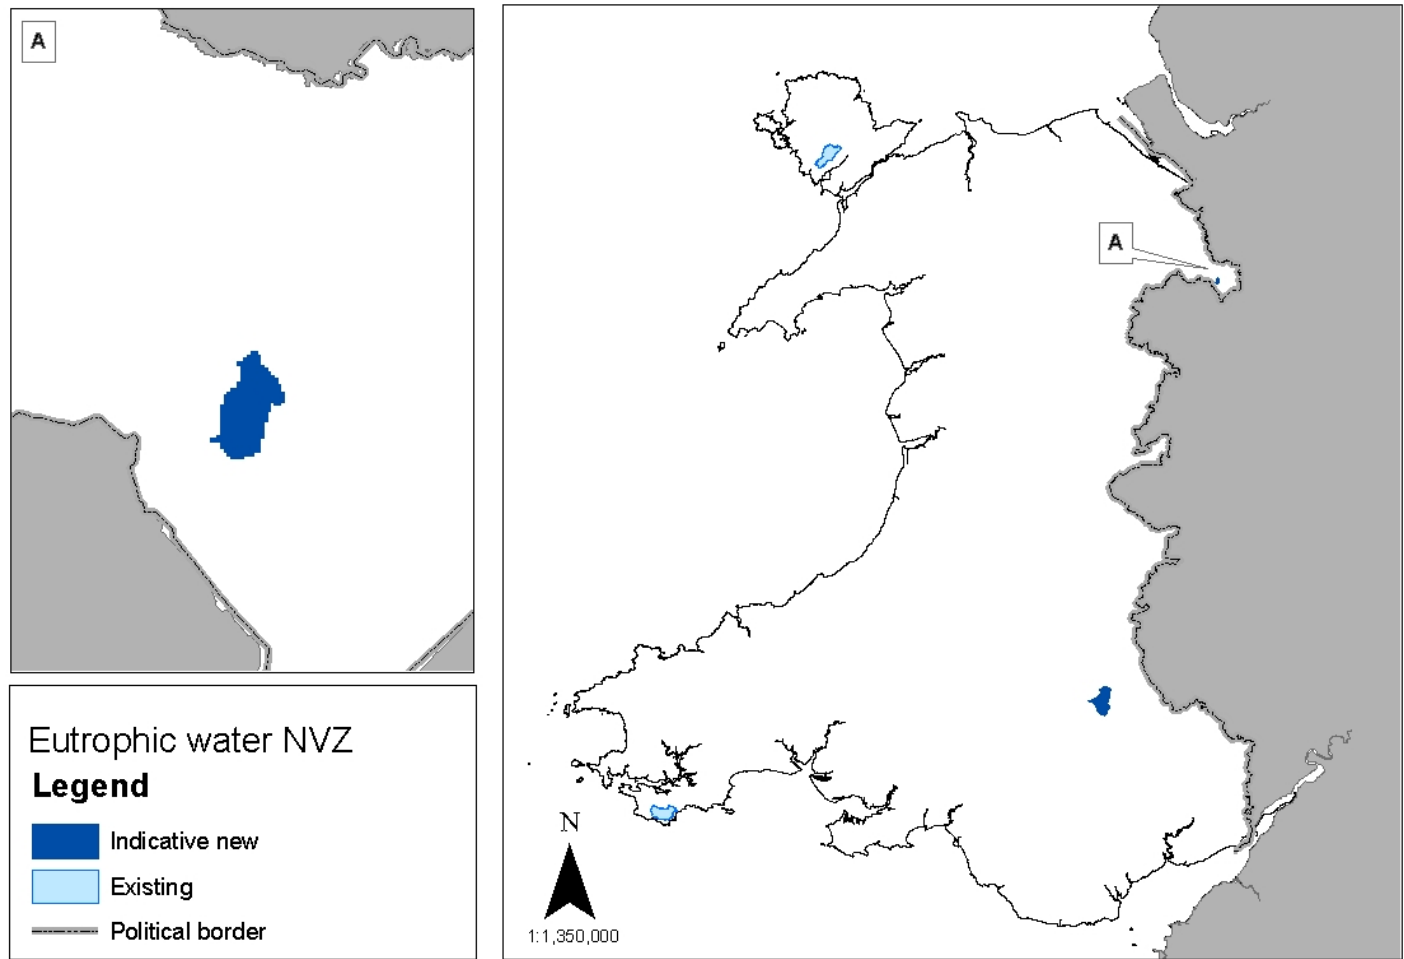 A
A
Eutrophic water NVZ
Legend
Indicative new
Existing
Political border
N
1:1,350,000